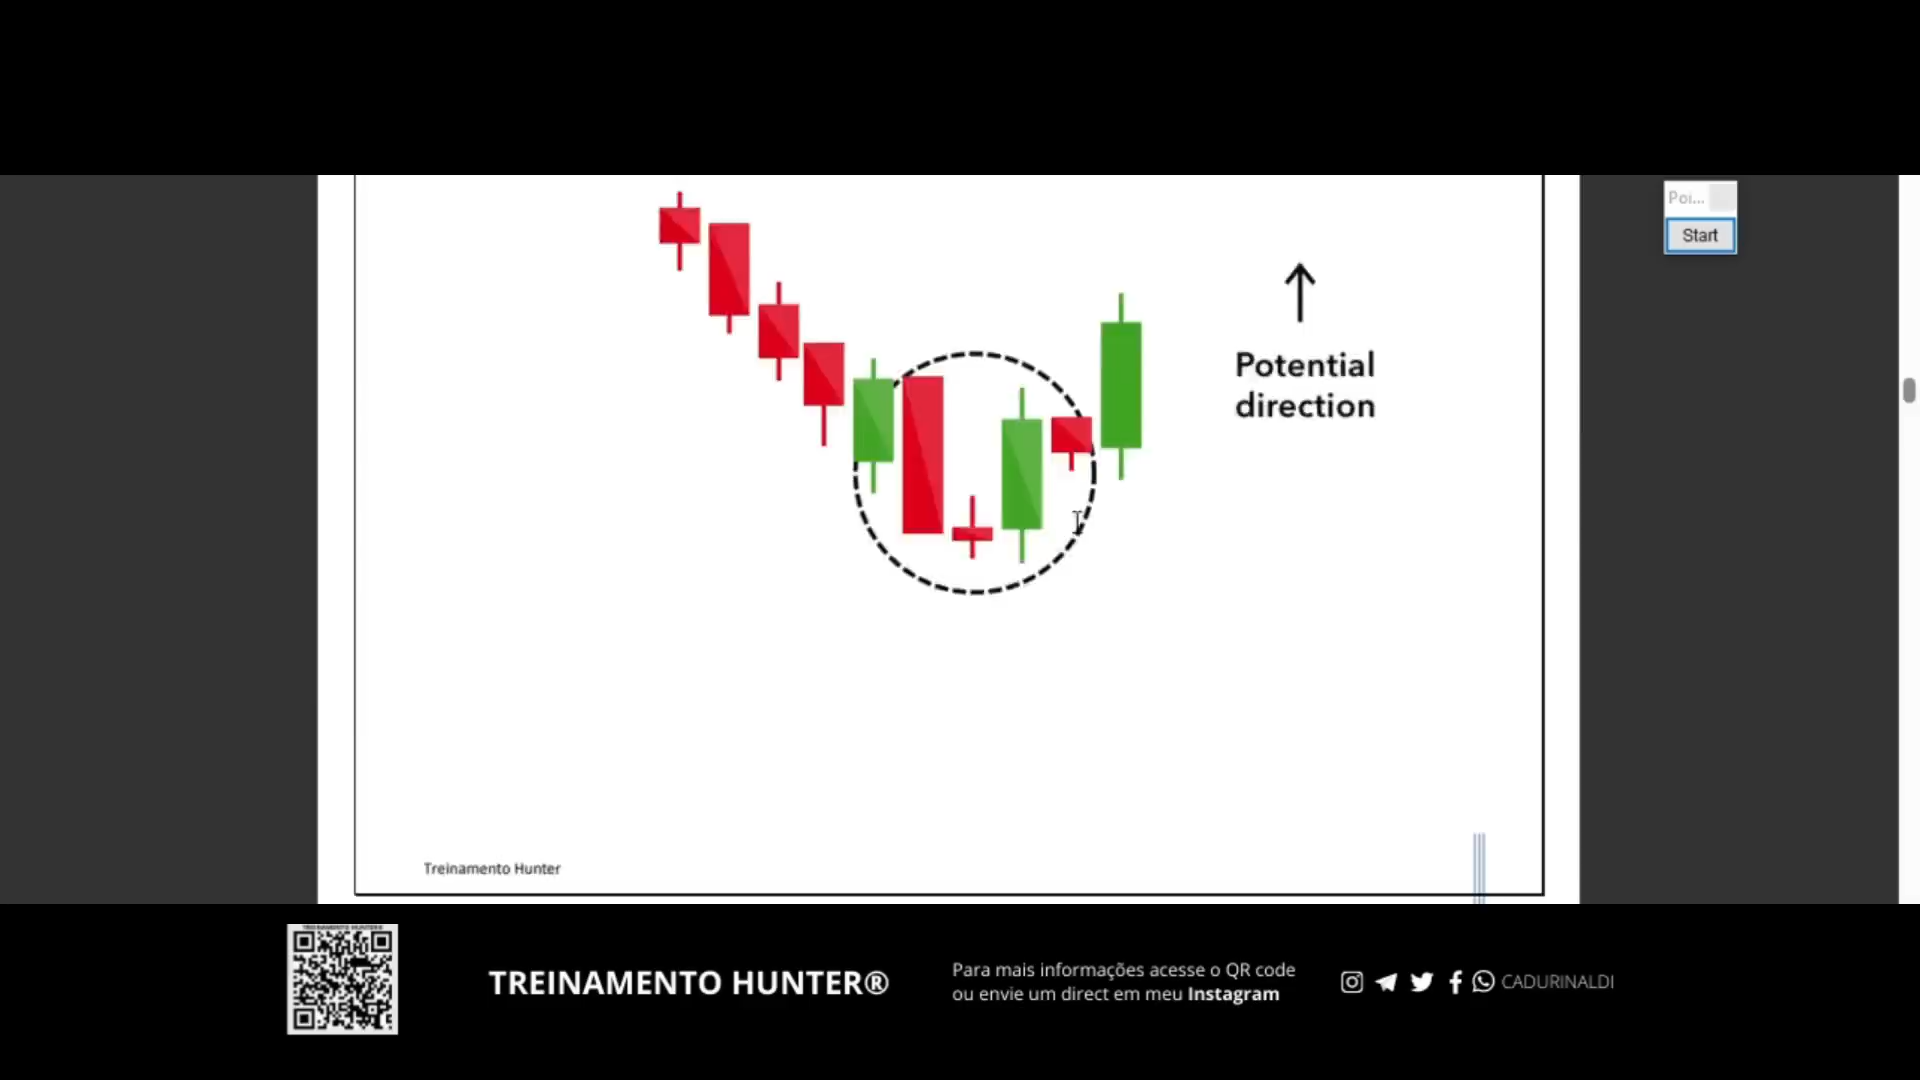 Poi...
Start
Potential
direction
Treinamento Hunter
TREINAMENTO HUNTER®
Para mais informações acesse o QR code
ou envie um direct em meu Instagram
CADURINALDI